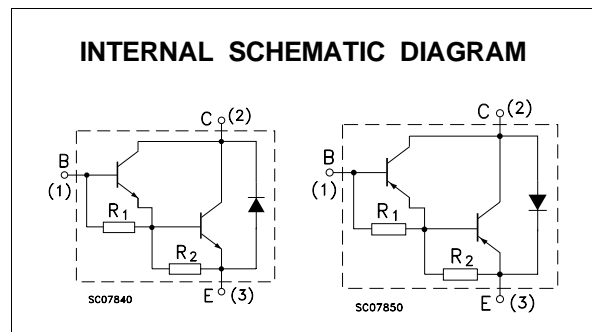 INTERNAL SCHEMATIC DIAGRAM
C (2)
B
(1)
R1
R2
SC07840
E (3)
C (2)
B
(1)
R1
R2
SC07850
E (3)